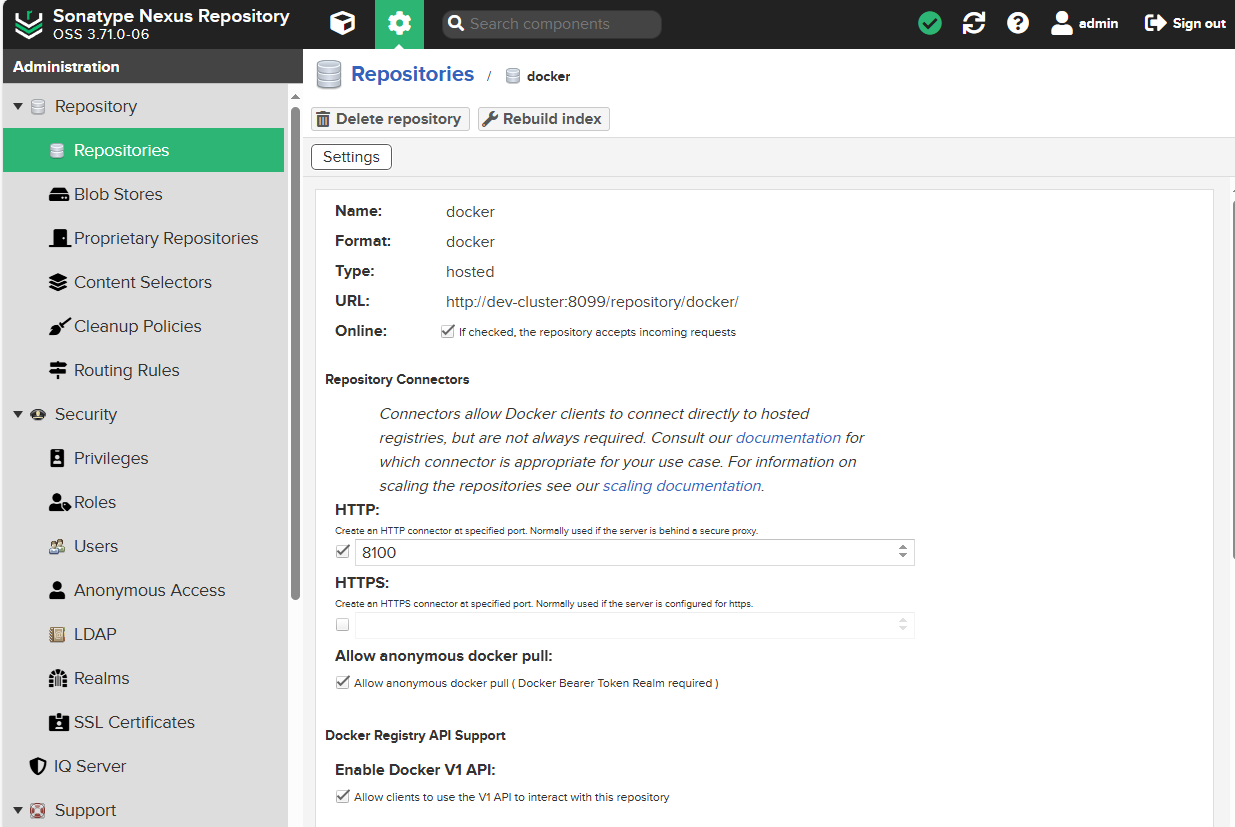 Sonatype Nexus Repository
OSS 3.71.0-06
Search components
admin
Sign out
Administration
Repository
Repositories
Blob Stores
Proprietary Repositories
Content Selectors
Cleanup Policies
Routing Rules
Security
Privileges
Roles
Users
Anonymous Access
LDAP
Realms
SSL Certificates
IQ Server
Support
Repositories / docker
Delete repository
Rebuild index
Settings
Name: docker
Format: docker
Type: hosted
URL: http://dev-cluster:8099/repository/docker/
Online: If checked, the repository accepts incoming requests
Repository Connectors
Connectors allow Docker clients to connect directly to hosted
registries, but are not always required. Consult our documentation for
which connector is appropriate for your use case. For information on
scaling the repositories see our scaling documentation.
HTTP:
Create an HTTP connector at specified port. Normally used if the server is behind a secure proxy.
8100
HTTPS:
Create an HTTPS connector at specified port. Normally used if the server is configured for https.
Allow anonymous docker pull:
Allow anonymous docker pull ( Docker Bearer Token Realm required )
Docker Registry API Support
Enable Docker V1 API:
Allow clients to use the V1 API to interact with this repository